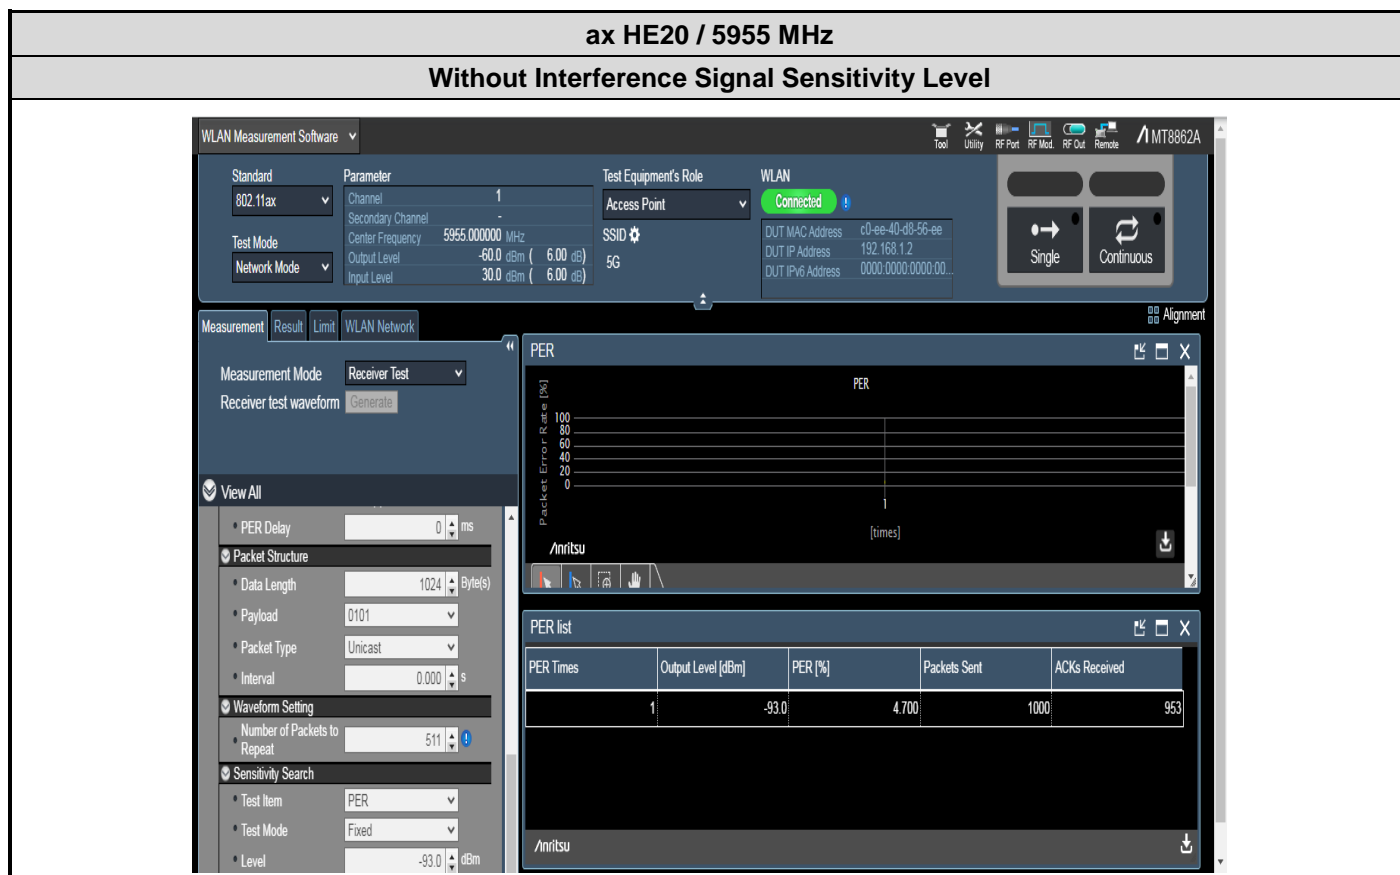 ax HE20 / 5955 MHz
Without Interference Signal Sensitivity Level
WLAN Measurement Software
Tool Utility RF Port RF Mod. RF Out Remote MT8862A
Standard
802.11ax
Test Mode
Network Mode
Parameter
Channel 1
Secondary Channel -
Center Frequency 5955.000000 MHz
Output Level -60.0 dBm ( 6.00 dB)
Input Level 30.0 dBm ( 6.00 dB)
Test Equipment's Role
Access Point
SSID
5G
WLAN
Connected
DUT MAC Address c0-ee-40-d8-56-ee
DUT IP Address 192.168.1.2
DUT IPv6 Address 0000:0000:0000:00...
Single
Continuous
Alignment
Measurement Result Limit WLAN Network
Measurement Mode Receiver Test
Receiver test waveform Generate
View All
PER Delay 0 ms
Packet Structure
Data Length 1024 Byte(s)
Payload 0101
Packet Type Unicast
Interval 0.000 s
Waveform Setting
Number of Packets to Repeat 511
Sensitivity Search
Test Item PER
Test Mode Fixed
Level -93.0 dBm
PER
PER
Packet Error Rate [%]
100
80
60
40
20
0
1
[times]
Anritsu
PER list
PER Times Output Level [dBm] PER [%] Packets Sent ACKs Received
1 -93.0 4.700 1000 953
Anritsu